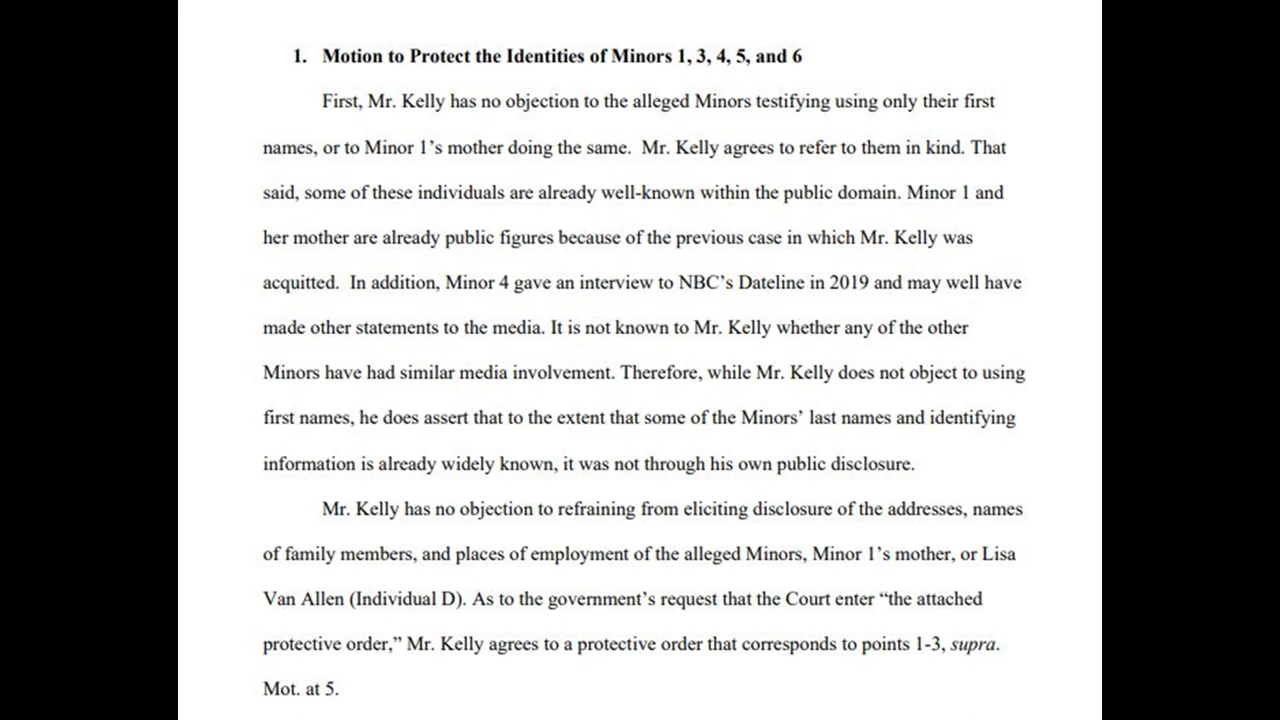 1. Motion to Protect the Identities of Minors 1, 3, 4, 5, and 6
First, Mr. Kelly has no objection to the alleged Minors testifying using only their first
names, or to Minor 1’s mother doing the same.  Mr. Kelly agrees to refer to them in kind. That
said, some of these individuals are already well-known within the public domain. Minor 1 and
her mother are already public figures because of the previous case in which Mr. Kelly was
acquitted.  In addition, Minor 4 gave an interview to NBC’s Dateline in 2019 and may well have
made other statements to the media. It is not known to Mr. Kelly whether any of the other
Minors have had similar media involvement. Therefore, while Mr. Kelly does not object to using
first names, he does assert that to the extent that some of the Minors’ last names and identifying
information is already widely known, it was not through his own public disclosure.
Mr. Kelly has no objection to refraining from eliciting disclosure of the addresses, names
of family members, and places of employment of the alleged Minors, Minor 1’s mother, or Lisa
Van Allen (Individual D). As to the government’s request that the Court enter “the attached
protective order,” Mr. Kelly agrees to a protective order that corresponds to points 1-3, supra.
Mot. at 5.